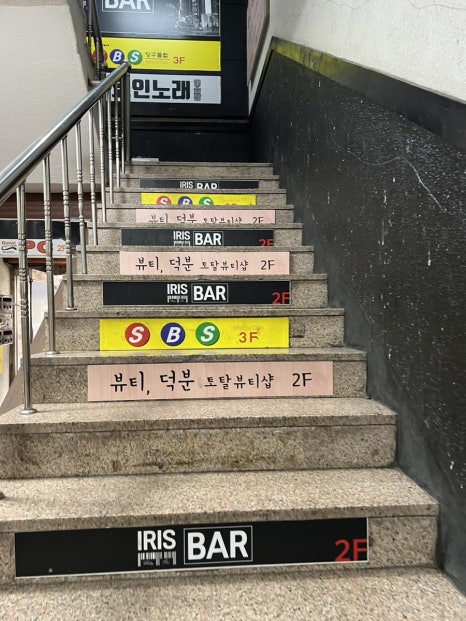 BAR
SBS 당구클럽 3F
인노래
IRIS BAR
SBS
뷰티, 덕분 토탈뷰티샵 2F
IRIS BAR 2F
뷰티, 덕분 토탈뷰티샵 2F
IRIS BAR 2F
SBS 3F
뷰티, 덕분 토탈뷰티샵 2F
IRIS BAR 2F